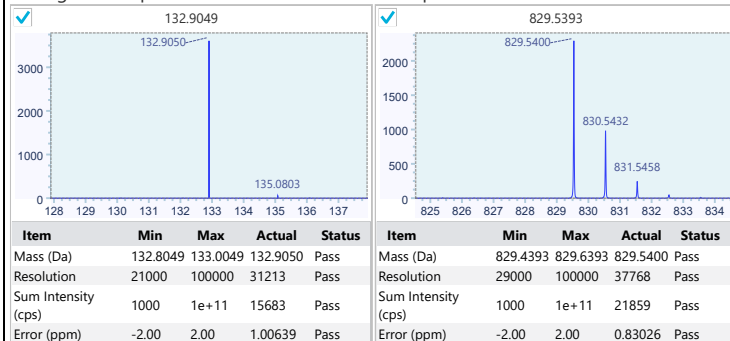 132.9049
132.9050
3000
2000
1000
0
135.0803
128 129 130 131 132 133 134 135 136 137
Item Min Max Actual Status
Mass (Da) 132.8049 133.0049 132.9050 Pass
Resolution 21000 100000 31213 Pass
Sum Intensity (cps) 1000 1e+11 15683 Pass
Error (ppm) -2.00 2.00 1.00639 Pass
829.5393
829.5400
2000
1500
1000
500
0
830.5432
831.5458
825 826 827 828 829 830 831 832 833 834
Item Min Max Actual Status
Mass (Da) 829.4393 829.6393 829.5400 Pass
Resolution 29000 100000 37768 Pass
Sum Intensity (cps) 1000 1e+11 21859 Pass
Error (ppm) -2.00 2.00 0.83026 Pass